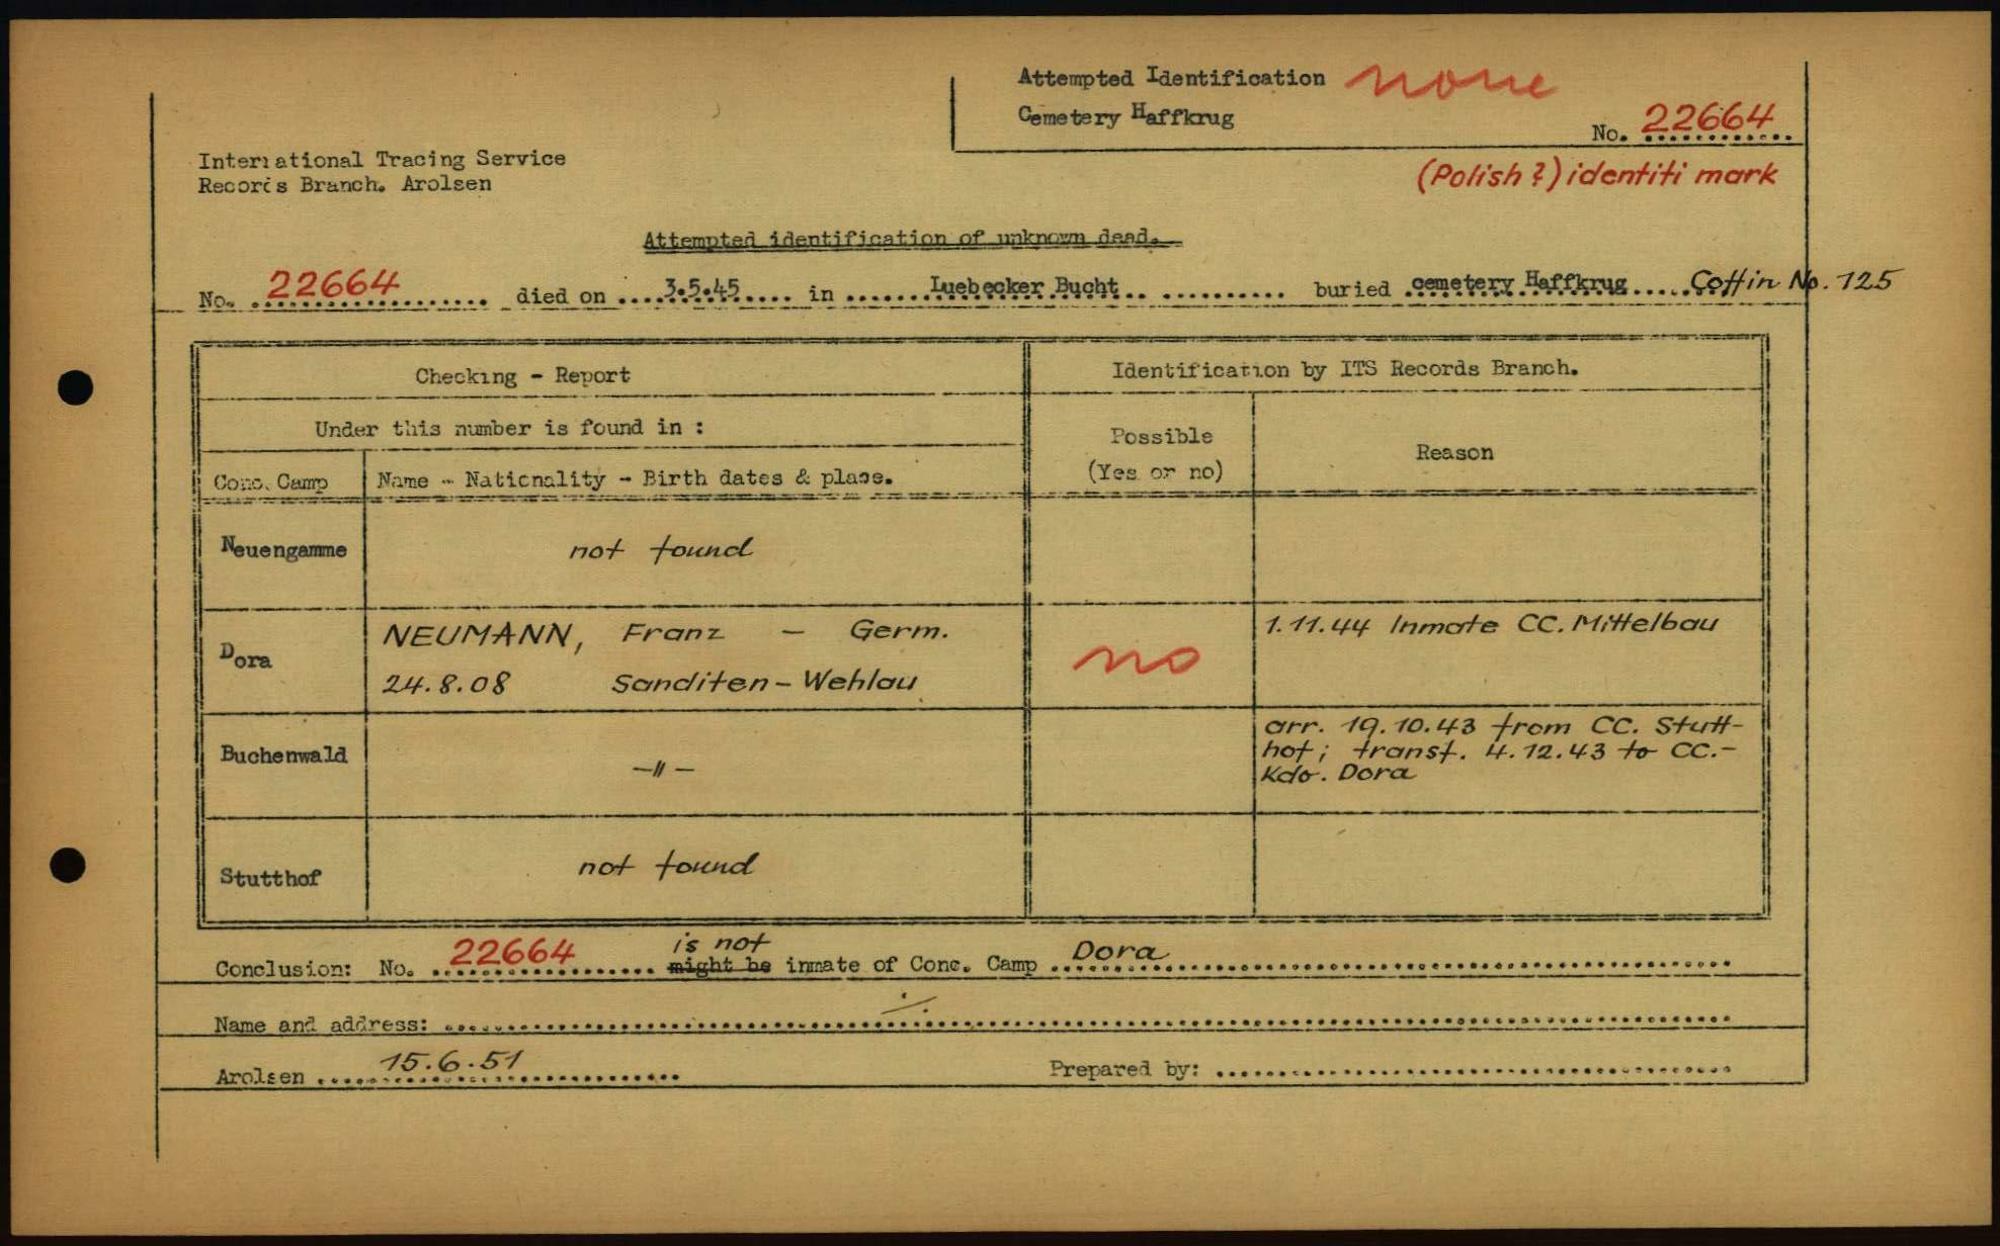 Attempted Identification none
Cemetery Haffkrug
No. 22664
International Tracing Service
Records Branch. Arolsen
(Polish ?) identiti mark
Attempted identification of unknown dead.
No. 22664 died on 3.5.45 in Luebecker Bucht buried cemetery Haffkrug Coffin No. 125
Checking - Report
Identification by ITS Records Branch.
Under this number is found in :
Possible
(Yes or no)
Reason
Conc. Camp
Name - Nationality - Birth dates & place.
Neuengamme
not found
Dora
NEUMANN, Franz - Germ.
24.8.08 Sanditen - Wehlau
no
1.11.44 Inmate CC. Mittelbau
Buchenwald
-"-
arr. 19.10.43 from CC. Stutt-
hof; transf. 4.12.43 to CC.-
Kdo. Dora
Stutthof
not found
is not
Conclusion: No. 22664 might be inmate of Conc. Camp Dora
Name and address: ./.
Arolsen 15.6.51
Prepared by: